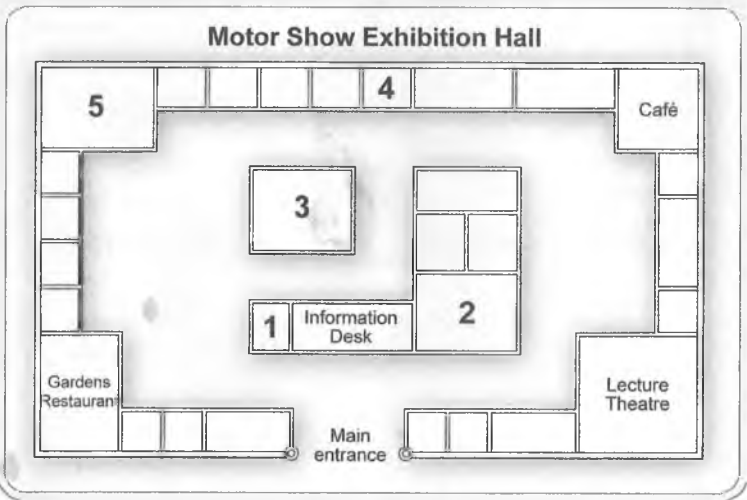 Motor Show Exhibition Hall
5
4
Café
3
1
Information
Desk
2
Gardens
Restaurant
Lecture
Theatre
Main
entrance